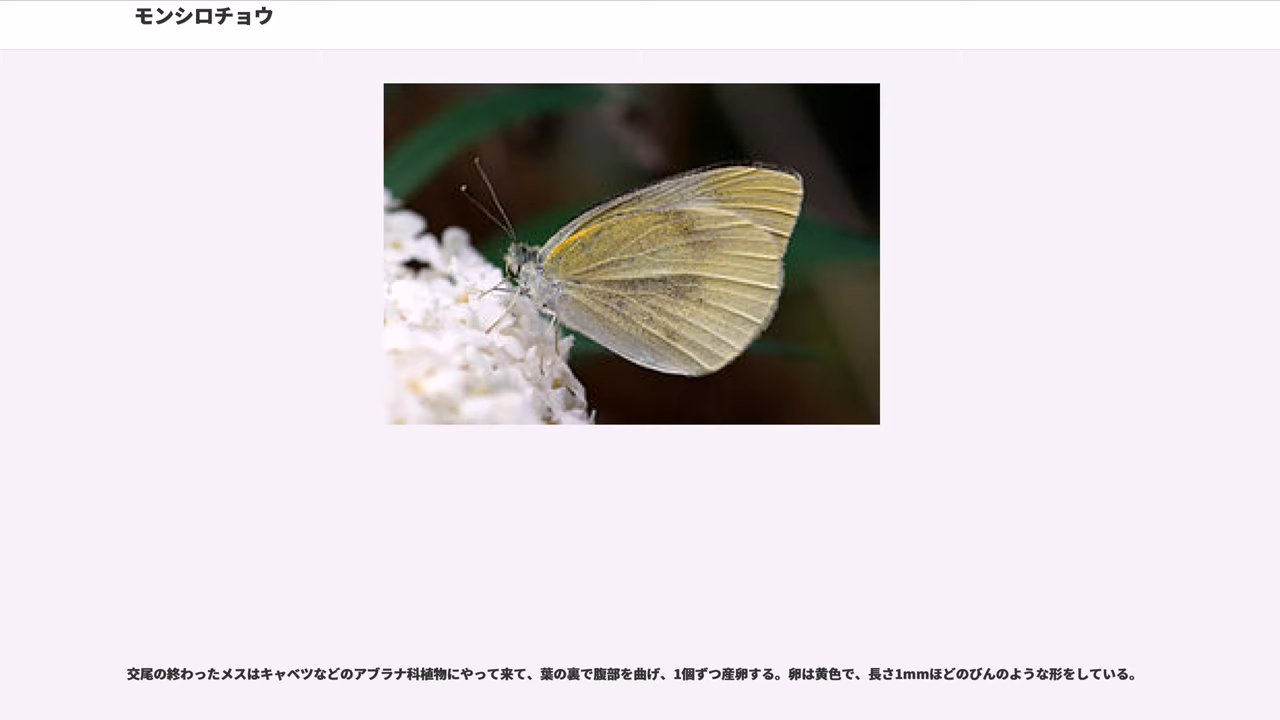 モンシロチョウ
交尾の終わったメスはキャベツなどのアブラナ科植物にやって来て、葉の裏で腹部を曲げ、1個ずつ産卵する。卵は黄色で、長さ1mmほどのびんのような形をしている。